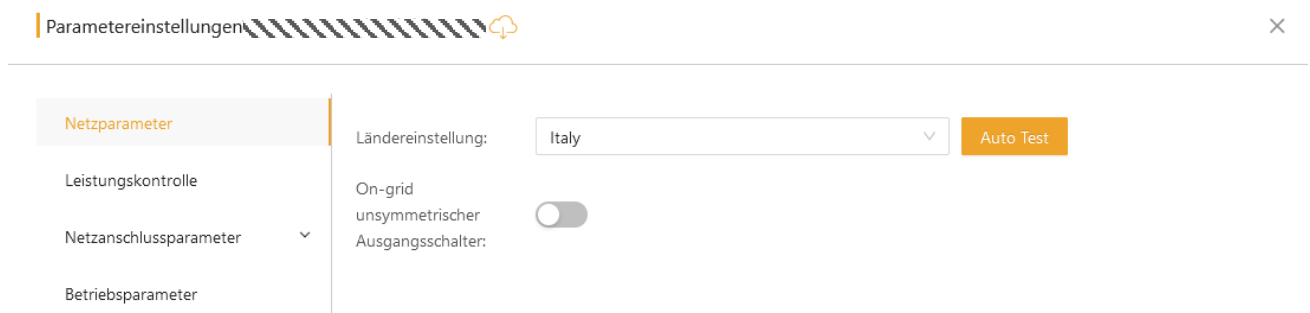 Parametereinstellungen
Netzparameter
Ländereinstellung:
Italy
Auto Test
Leistungskontrolle
On-grid
unsymmetrischer
Ausgangsschalter:
Netzanschlussparameter
Betriebsparameter